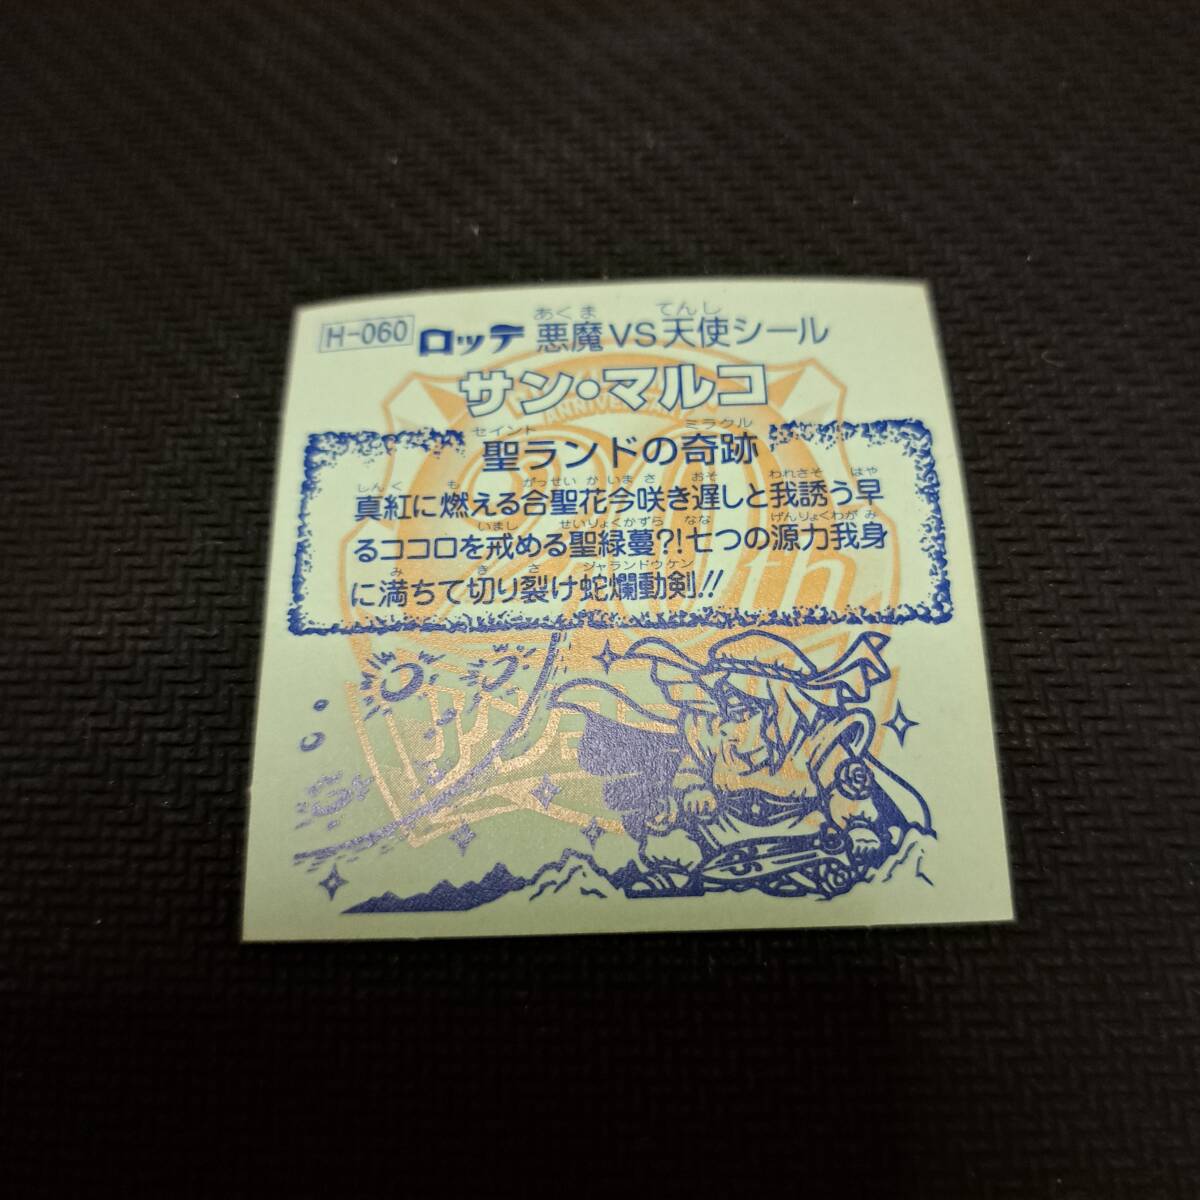 H-060 ロッテ 悪魔VS天使シール
あくま てんし
サン・マルコ
ANNIVERSARY
セイント ミラクル
聖ランドの奇跡
しんく も がっせいか いまさ おそ われさそ はや
真紅に燃える合聖花今咲き遅しと我誘う早
いまし せいりょくかずら なな げんりょくわがみ
るココロを戒める聖緑蔓?!七つの源力我身
み き さ ジャランドウケン
に満ちて切り裂け蛇爛動剣!!
20th